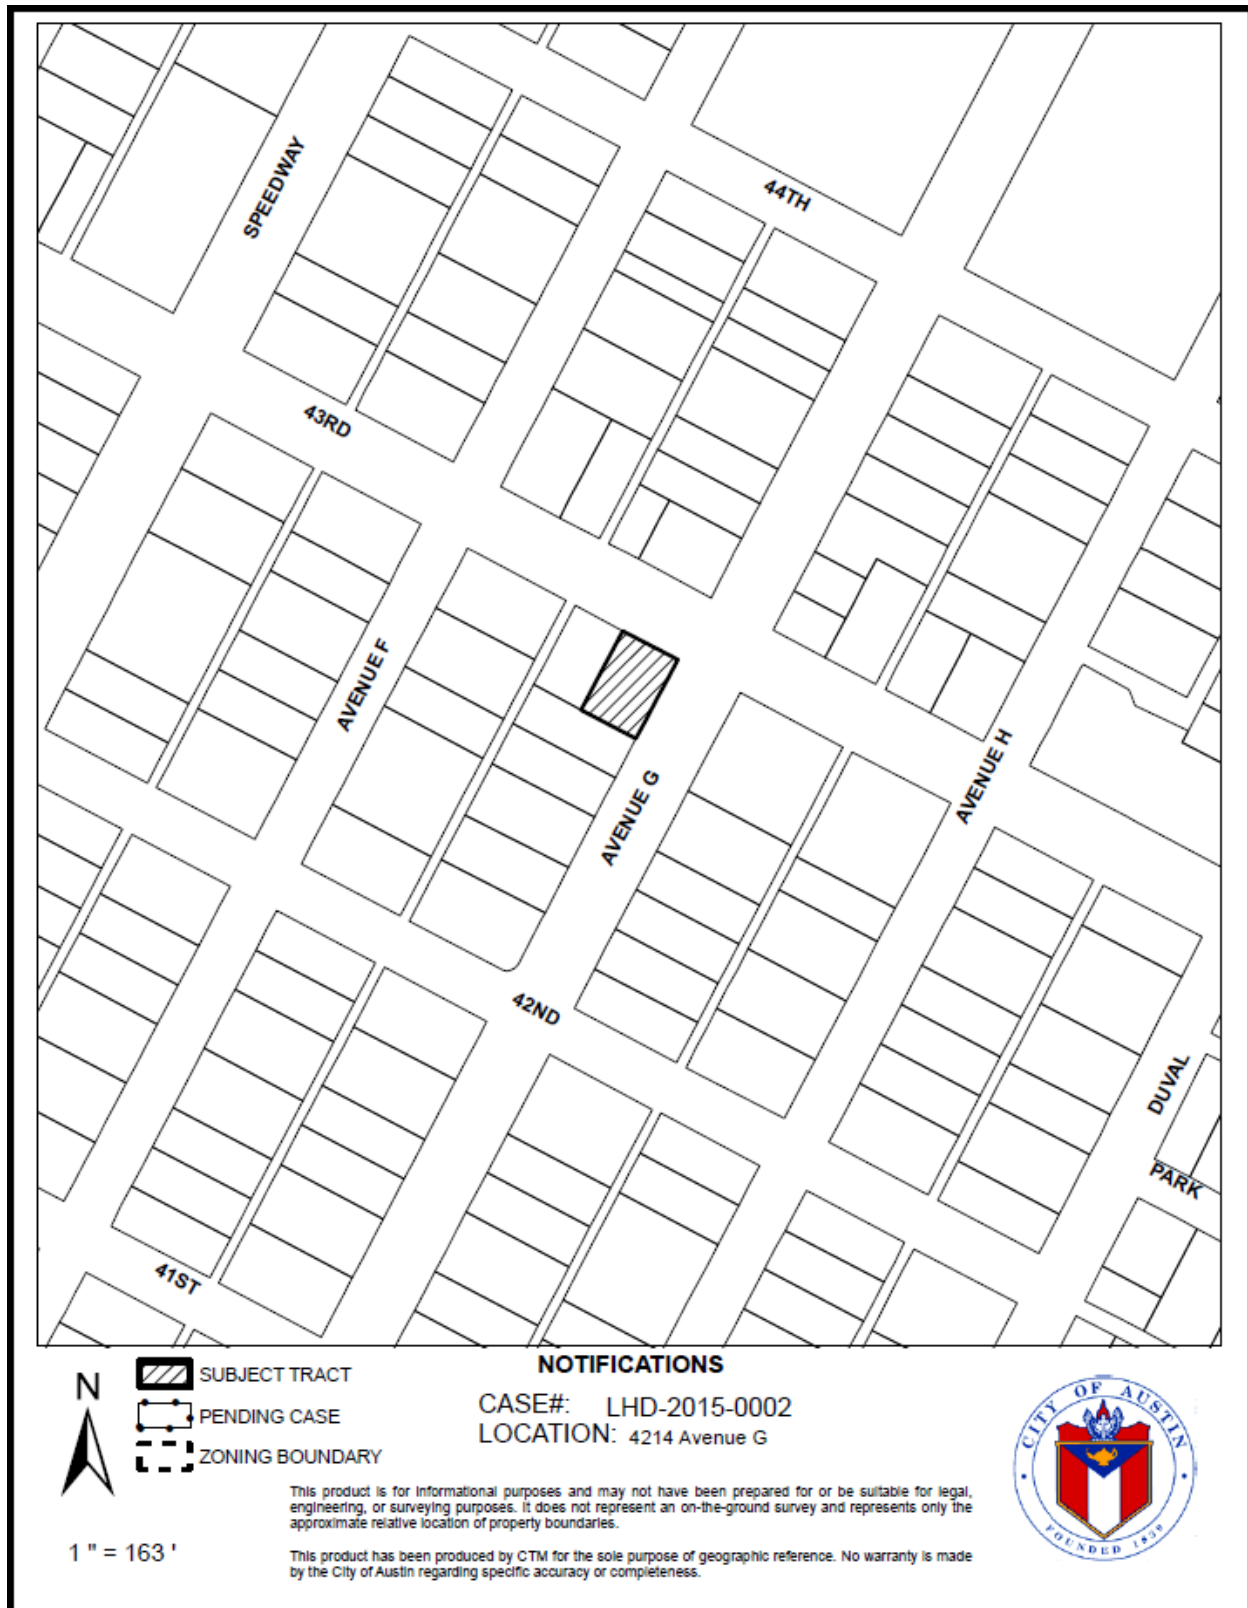 44TH
SPEEDWAY
43RD
AVENUE F
AVENUE H
AVENUE G
42ND
DUVAL
PARK
41ST
N
SUBJECT TRACT
PENDING CASE
ZONING BOUNDARY
1 " = 163 '
NOTIFICATIONS
CASE#: LHD-2015-0002
LOCATION: 4214 Avenue G
This product is for informational purposes and may not have been prepared for or be suitable for legal,
engineering, or surveying purposes. It does not represent an on-the-ground survey and represents only the
approximate relative location of property boundaries.
This product has been produced by CTM for the sole purpose of geographic reference. No warranty is made
by the City of Austin regarding specific accuracy or completeness.
CITY OF AUSTIN
FOUNDED 1839